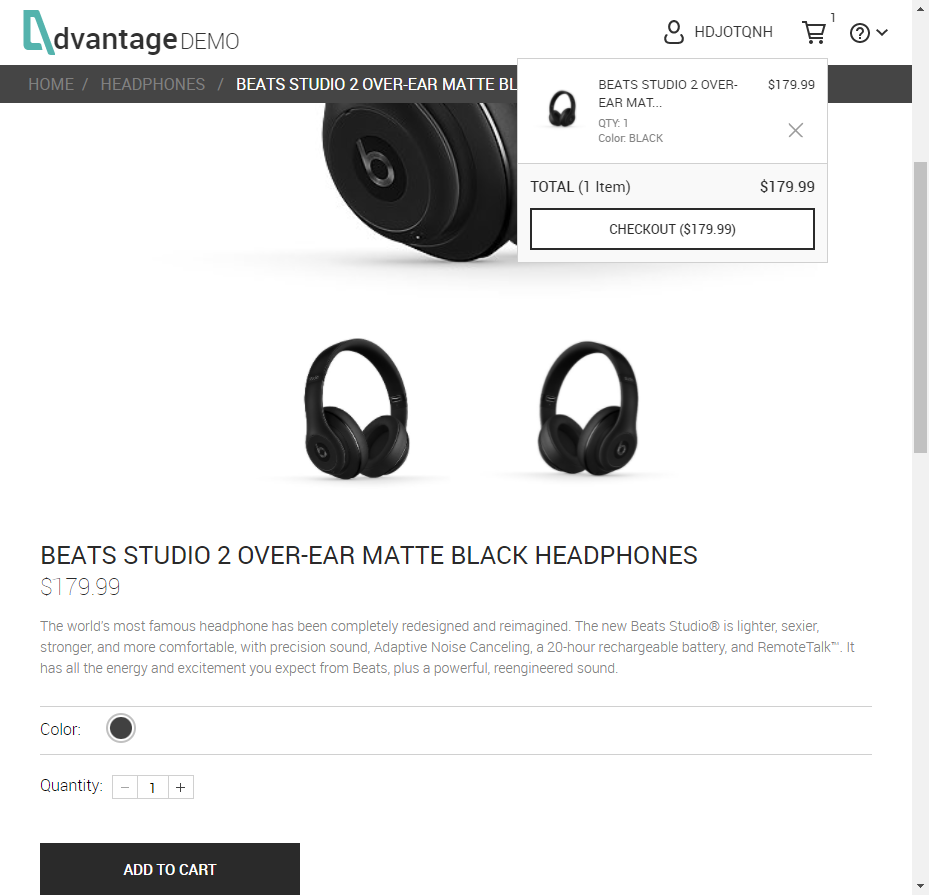 dvantage DEMO
HDJOTQNH
1
HOME / HEADPHONES / BEATS STUDIO 2 OVER-EAR MATTE BL
BEATS STUDIO 2 OVER-
EAR MAT...
$179.99
QTY: 1
Color: BLACK
TOTAL (1 Item)
$179.99
CHECKOUT ($179.99)
BEATS STUDIO 2 OVER-EAR MATTE BLACK HEADPHONES
$179.99
The world's most famous headphone has been completely redesigned and reimagined. The new Beats Studio® is lighter, sexier,
stronger, and more comfortable, with precision sound, Adaptive Noise Canceling, a 20-hour rechargeable battery, and RemoteTalk™. It
has all the energy and excitement you expect from Beats, plus a powerful, reengineered sound.
Color:
Quantity: − 1 +
ADD TO CART